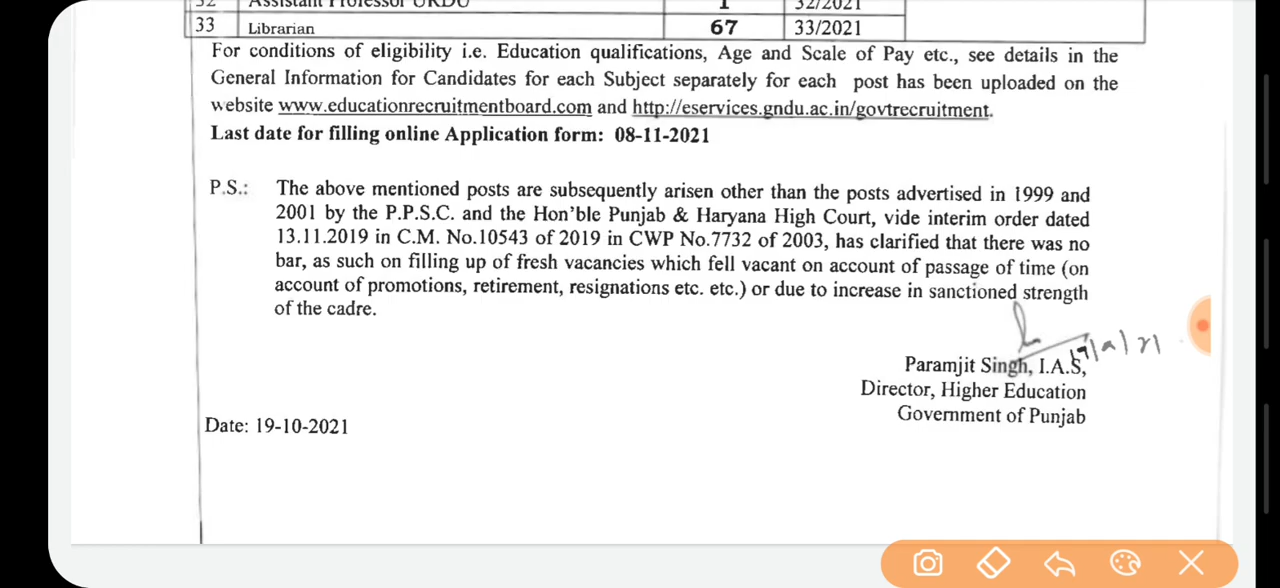 32 Assistant Professor URDU 1 32/2021
33 Librarian 67 33/2021
For conditions of eligibility i.e. Education qualifications, Age and Scale of Pay etc., see details in the
General Information for Candidates for each Subject separately for each post has been uploaded on the
website www.educationrecruitmentboard.com and http://eservices.gndu.ac.in/govtrecruitment.
Last date for filling online Application form: 08-11-2021
P.S.: The above mentioned posts are subsequently arisen other than the posts advertised in 1999 and
2001 by the P.P.S.C. and the Hon'ble Punjab & Haryana High Court, vide interim order dated
13.11.2019 in C.M. No.10543 of 2019 in CWP No.7732 of 2003, has clarified that there was no
bar, as such on filling up of fresh vacancies which fell vacant on account of passage of time (on
account of promotions, retirement, resignations etc. etc.) or due to increase in sanctioned strength
of the cadre.
Paramjit Singh, I.A.S,
Director, Higher Education
Government of Punjab
Date: 19-10-2021